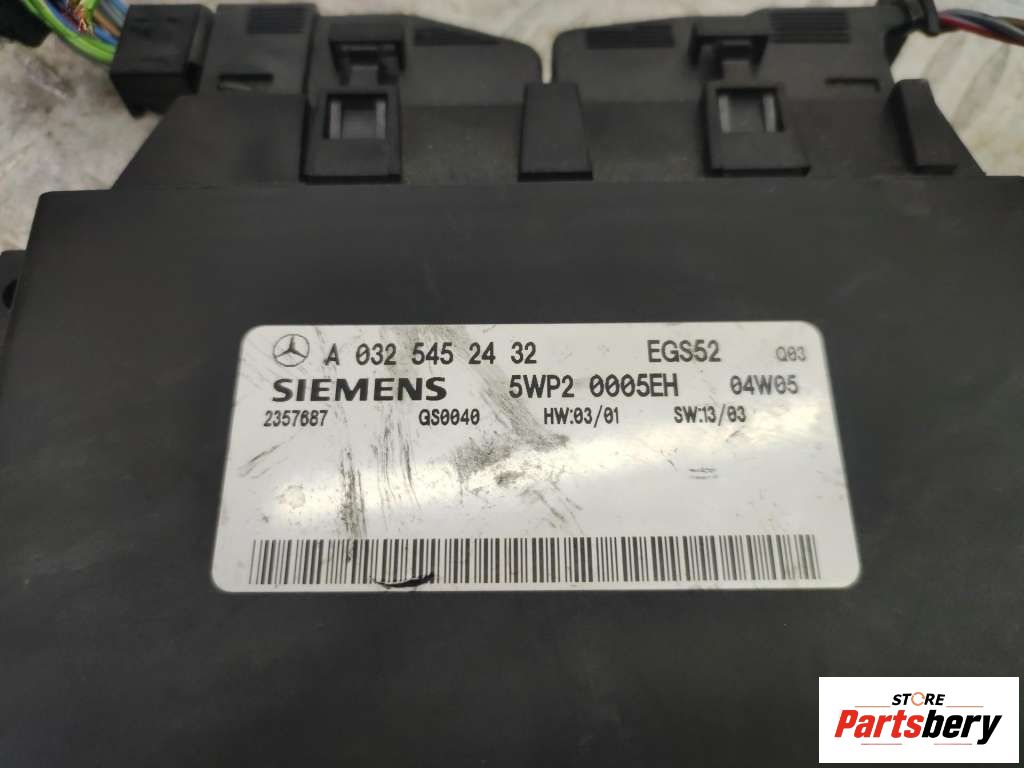 A 032 545 24 32 EGS52 Q03
SIEMENS 5WP2 0005EH 04W05
2357687 GS0040 HW:03/01 SW:13/03
STORE
Partsbery